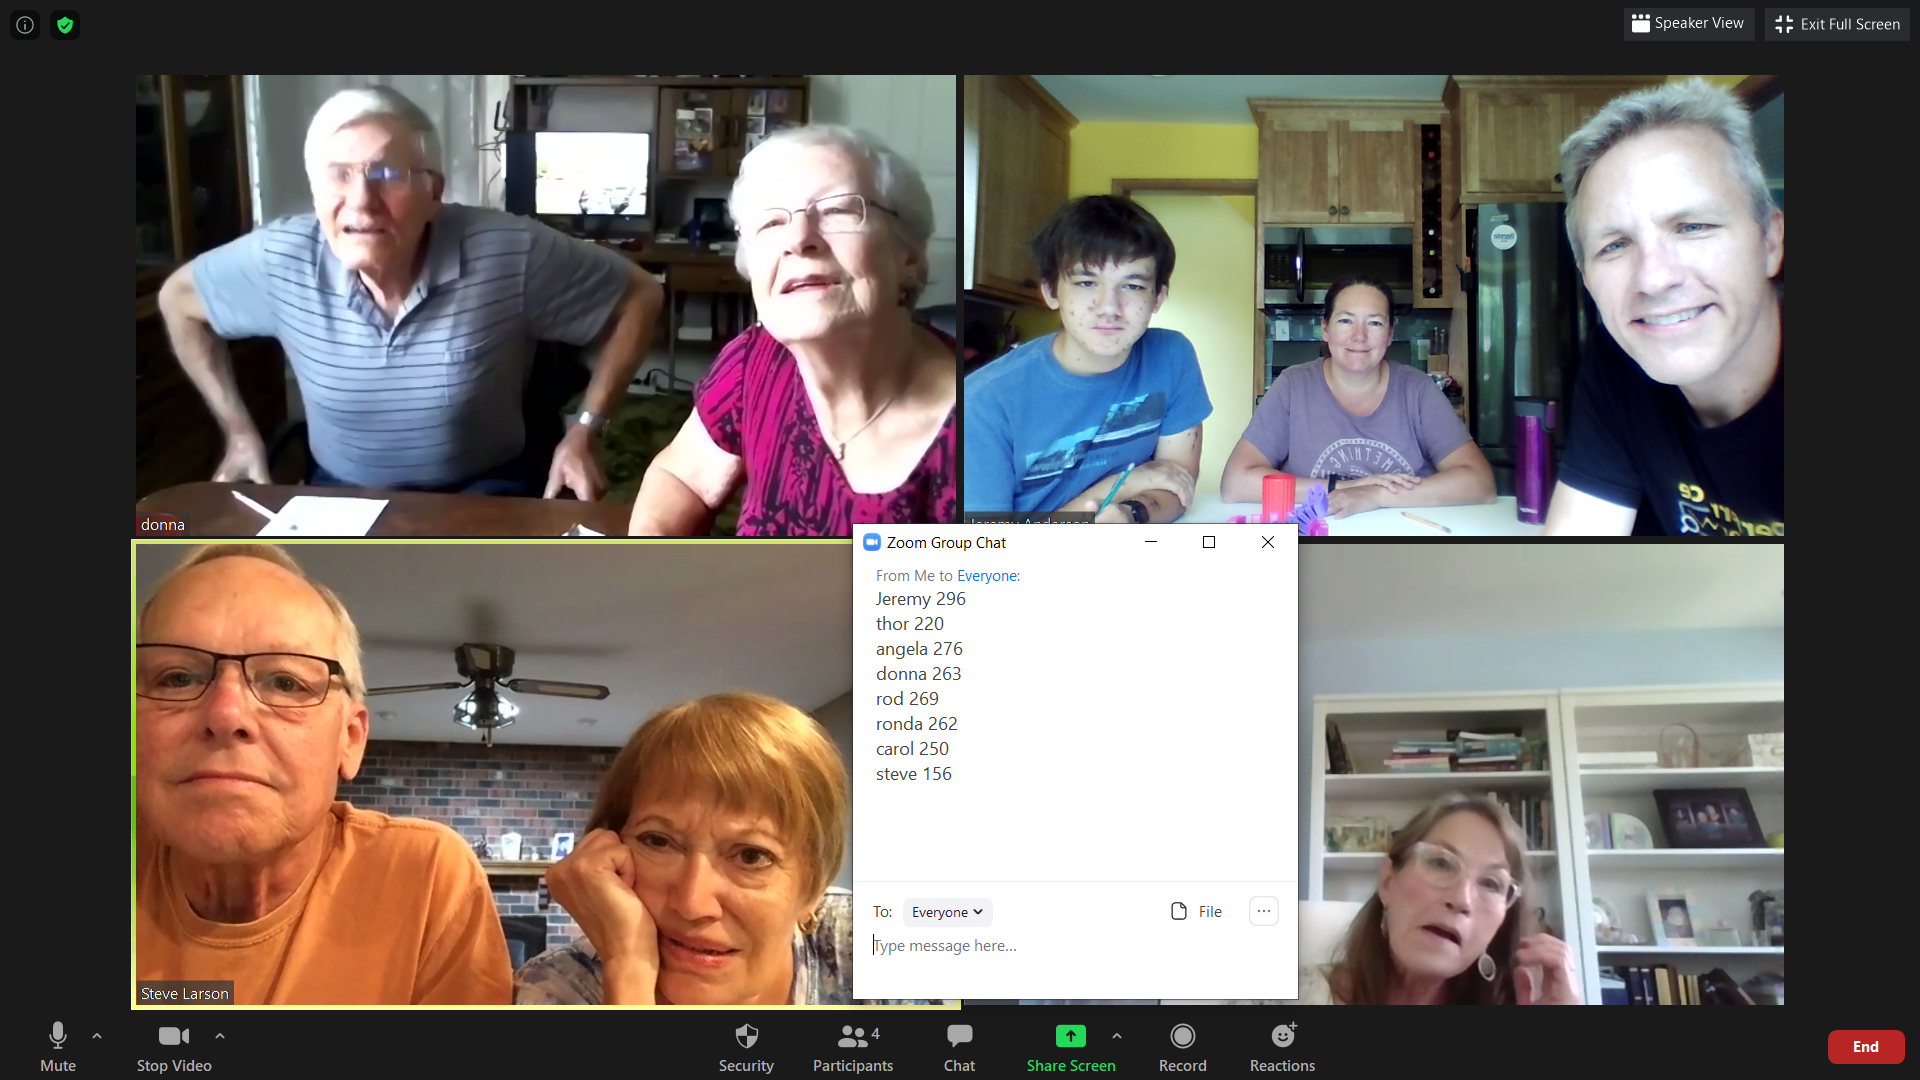 Speaker View
Exit Full Screen
donna
Jeremy Anderson
Steve Larson
Zoom Group Chat
From Me to Everyone:
Jeremy 296
thor 220
angela 276
donna 263
rod 269
ronda 262
carol 250
steve 156
To: Everyone
File
Type message here...
Mute
Stop Video
Security
Participants 4
Chat
Share Screen
Record
Reactions
End